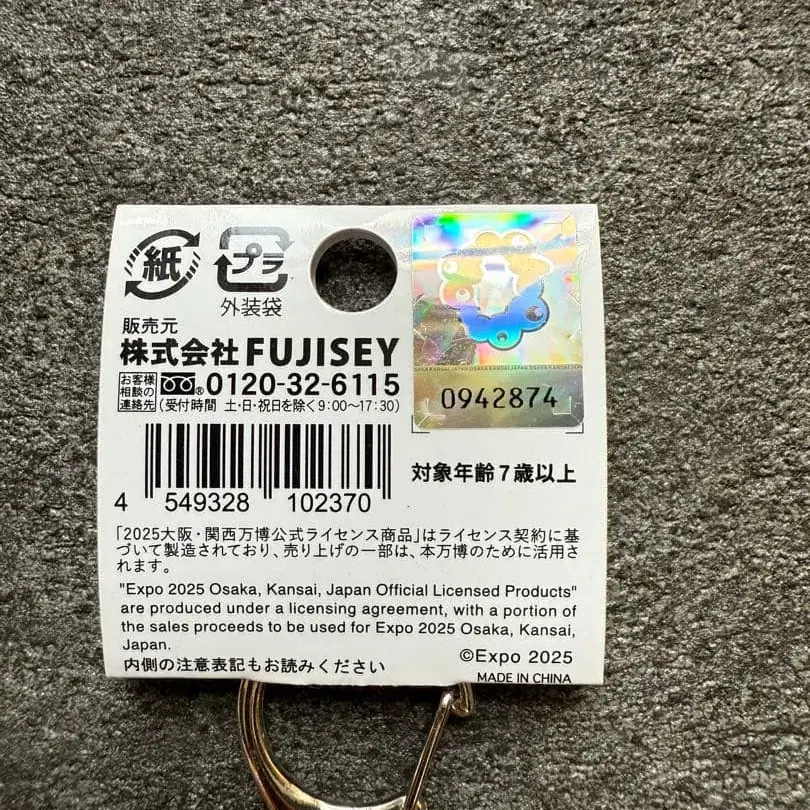 紙
プラ
外装袋
販売元
株式会社 FUJISEY
お客様
相談の
連絡先
0120-32-6115
(受付時間 土・日・祝日を除く9:00～17:30)
OSAKA KANSAI JAPAN
0942874
対象年齢7歳以上
4 549328 102370
「2025大阪・関西万博公式ライセンス商品」はライセンス契約に基
づいて製造されており、売り上げの一部は、本万博のために活用さ
れます。
"Expo 2025 Osaka, Kansai, Japan Official Licensed Products"
are produced under a licensing agreement, with a portion of
the sales proceeds to be used for Expo 2025 Osaka, Kansai,
Japan.
内側の注意表記もお読みください
©Expo 2025
MADE IN CHINA